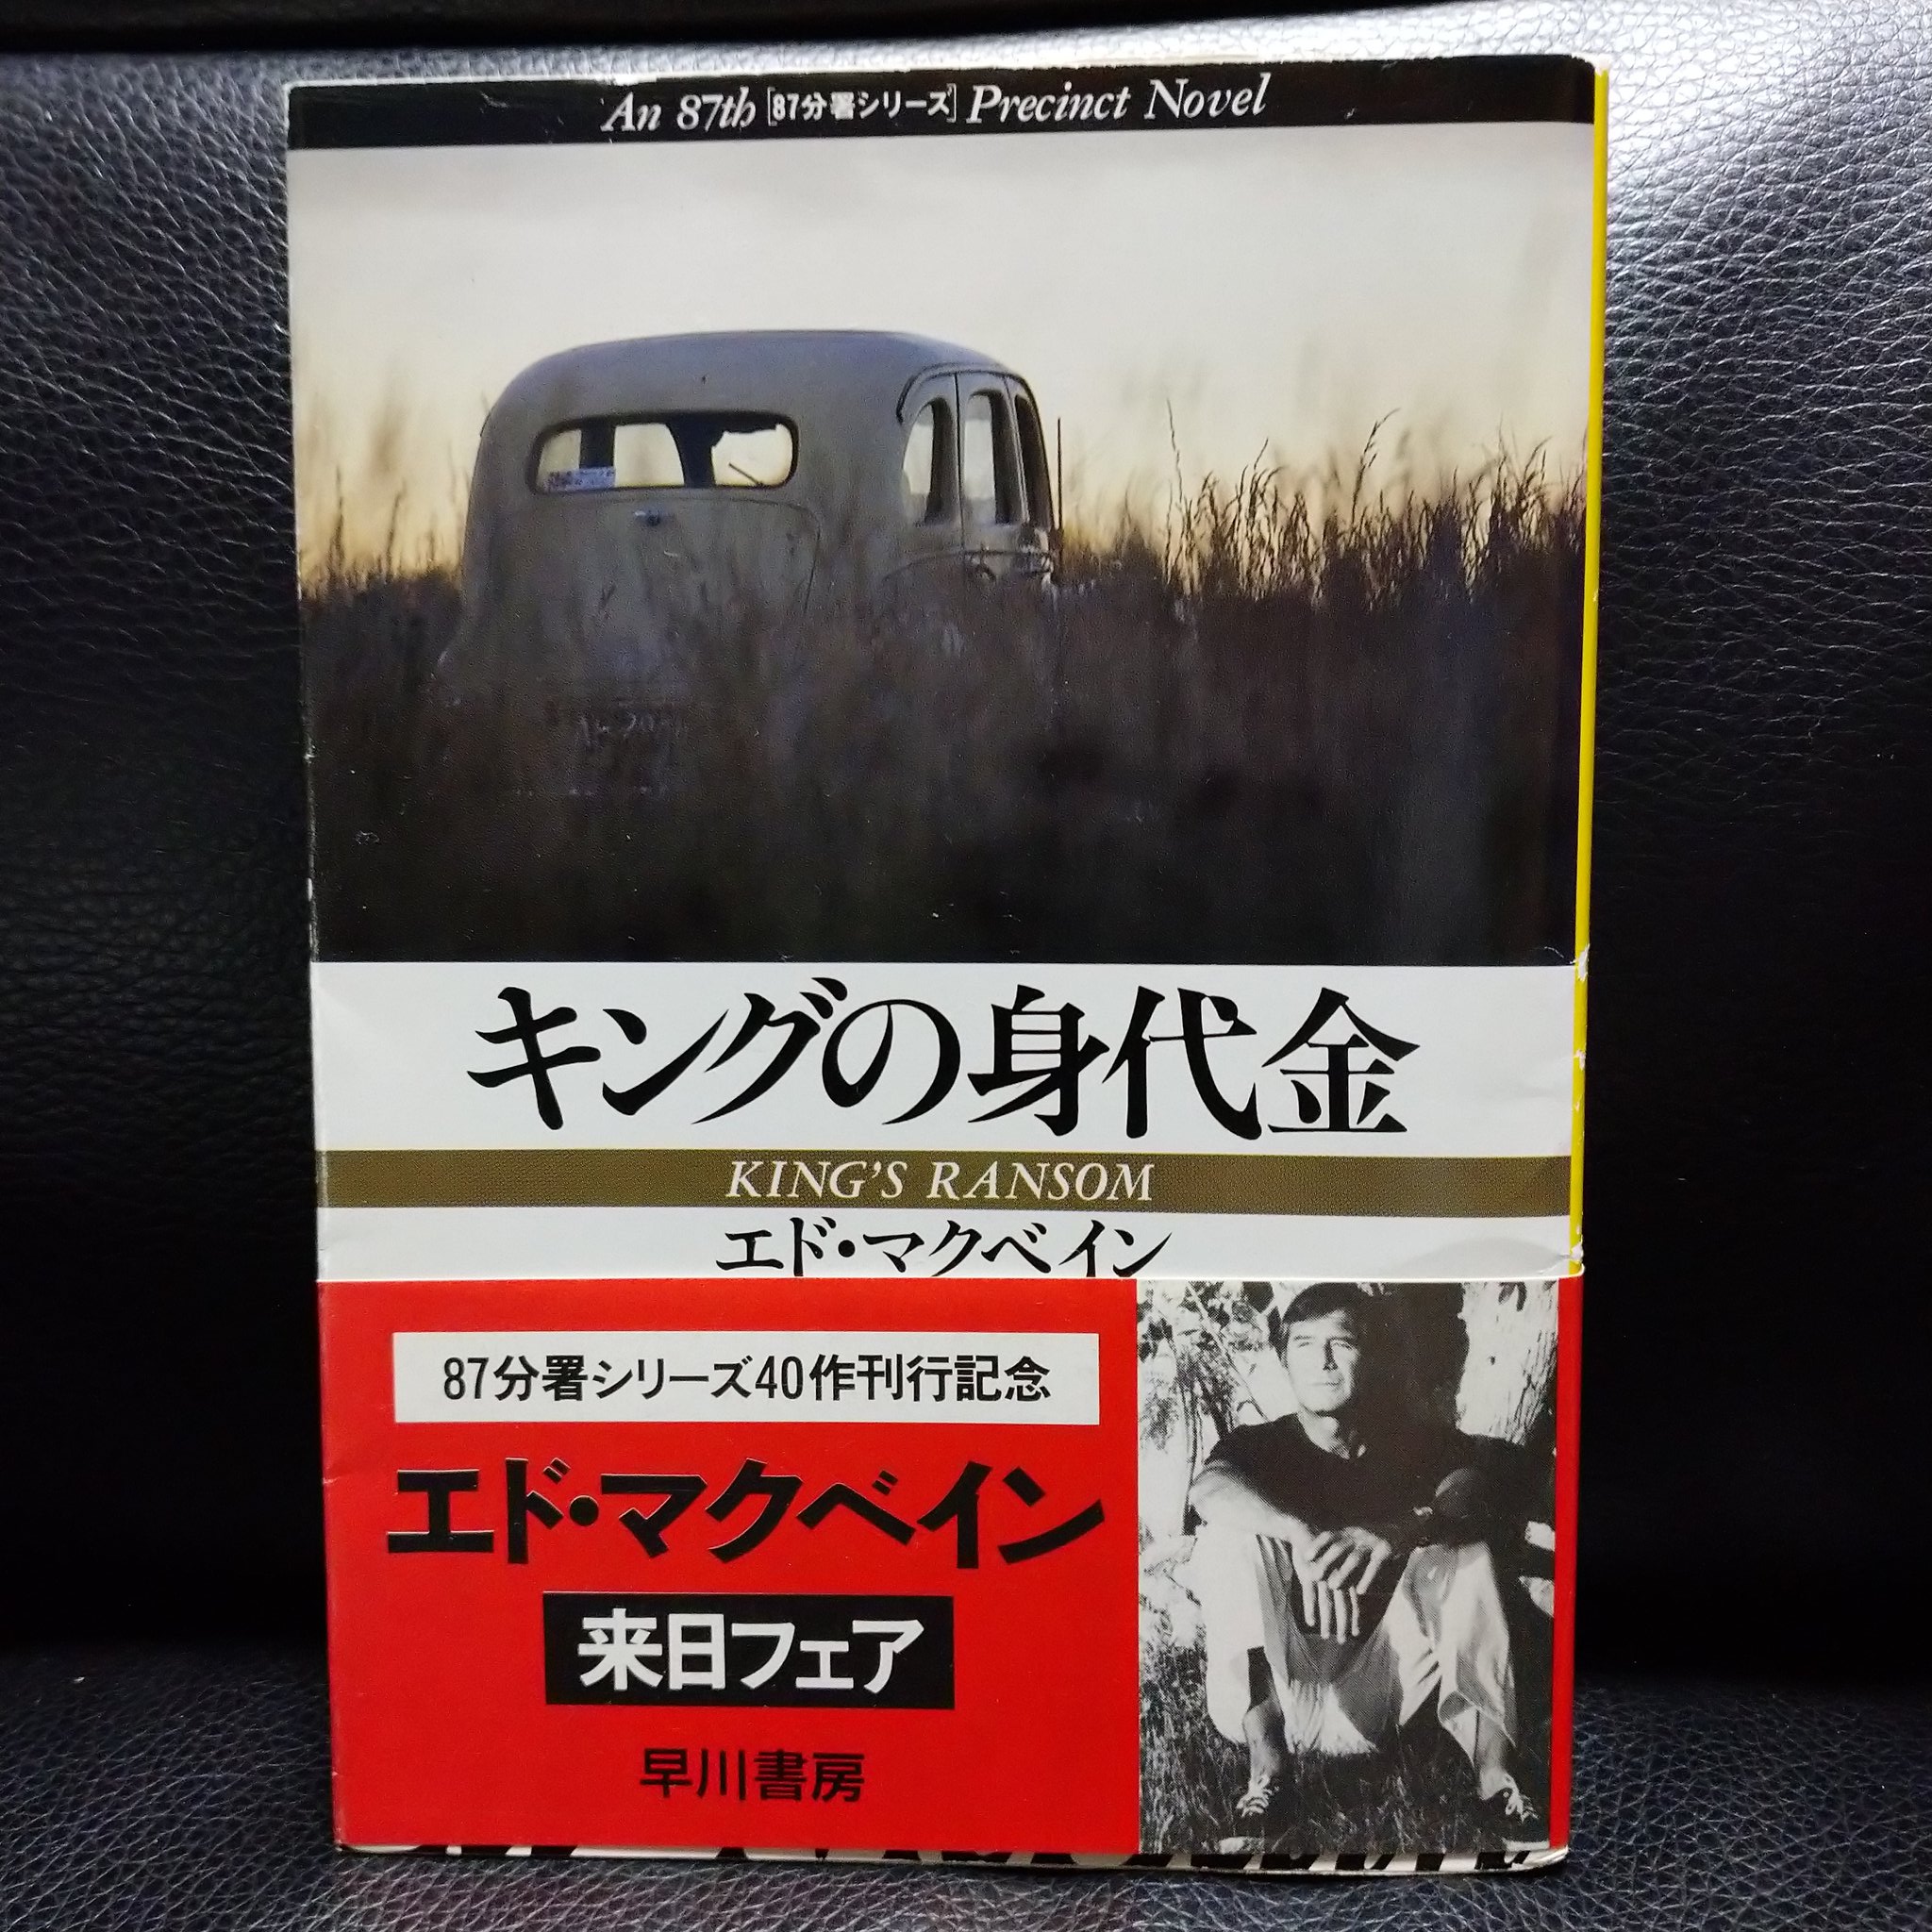 An 87th [87分署シリーズ] Precinct Novel
キングの身代金
KING'S RANSOM
エド・マクベイン
87分署シリーズ40作刊行記念
エド・マクベイン
来日フェア
早川書房